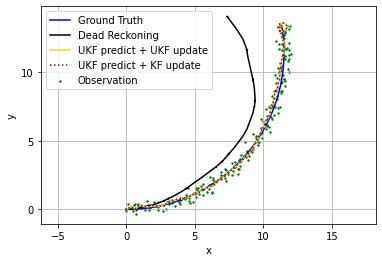 Ground Truth
Dead Reckoning
UKF predict + UKF update
UKF predict + KF update
Observation
y
10
5
0
−5
0
5
10
15
x